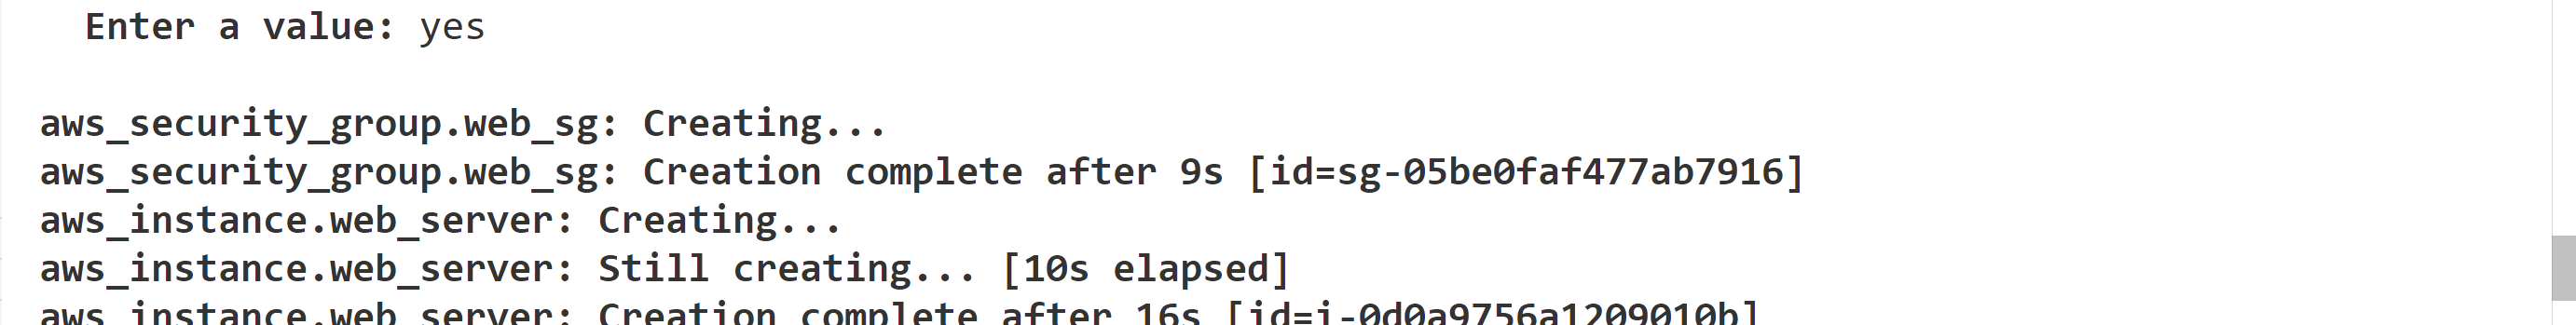 Enter a value: yes
aws_security_group.web_sg: Creating...
aws_security_group.web_sg: Creation complete after 9s [id=sg-05be0faf477ab7916]
aws_instance.web_server: Creating...
aws_instance.web_server: Still creating... [10s elapsed]
aws_instance.web_server: Creation complete after 16s [id=i-0d0a9756a1209010b]